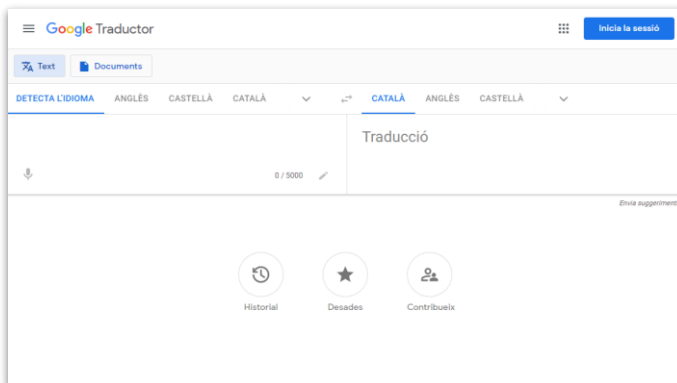 Google Traductor
Inicia la sessió
Text Documents
DETECTA L'IDIOMA ANGLÈS CASTELLÀ CATALÀ CATALÀ ANGLÈS CASTELLÀ
Traducció
0 / 5000
Envia suggeriment
Historial Desades Contribueix